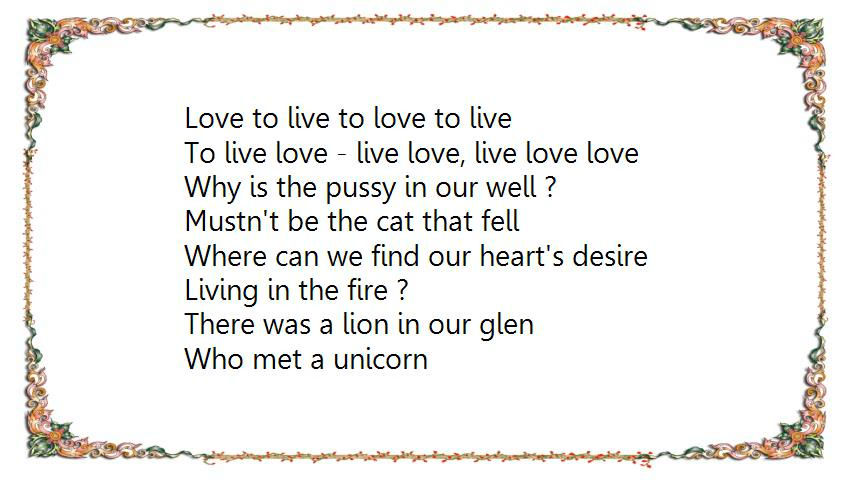 Love to live to love to live
To live love - live love, live love love
Why is the pussy in our well ?
Mustn't be the cat that fell
Where can we find our heart's desire
Living in the fire ?
There was a lion in our glen
Who met a unicorn